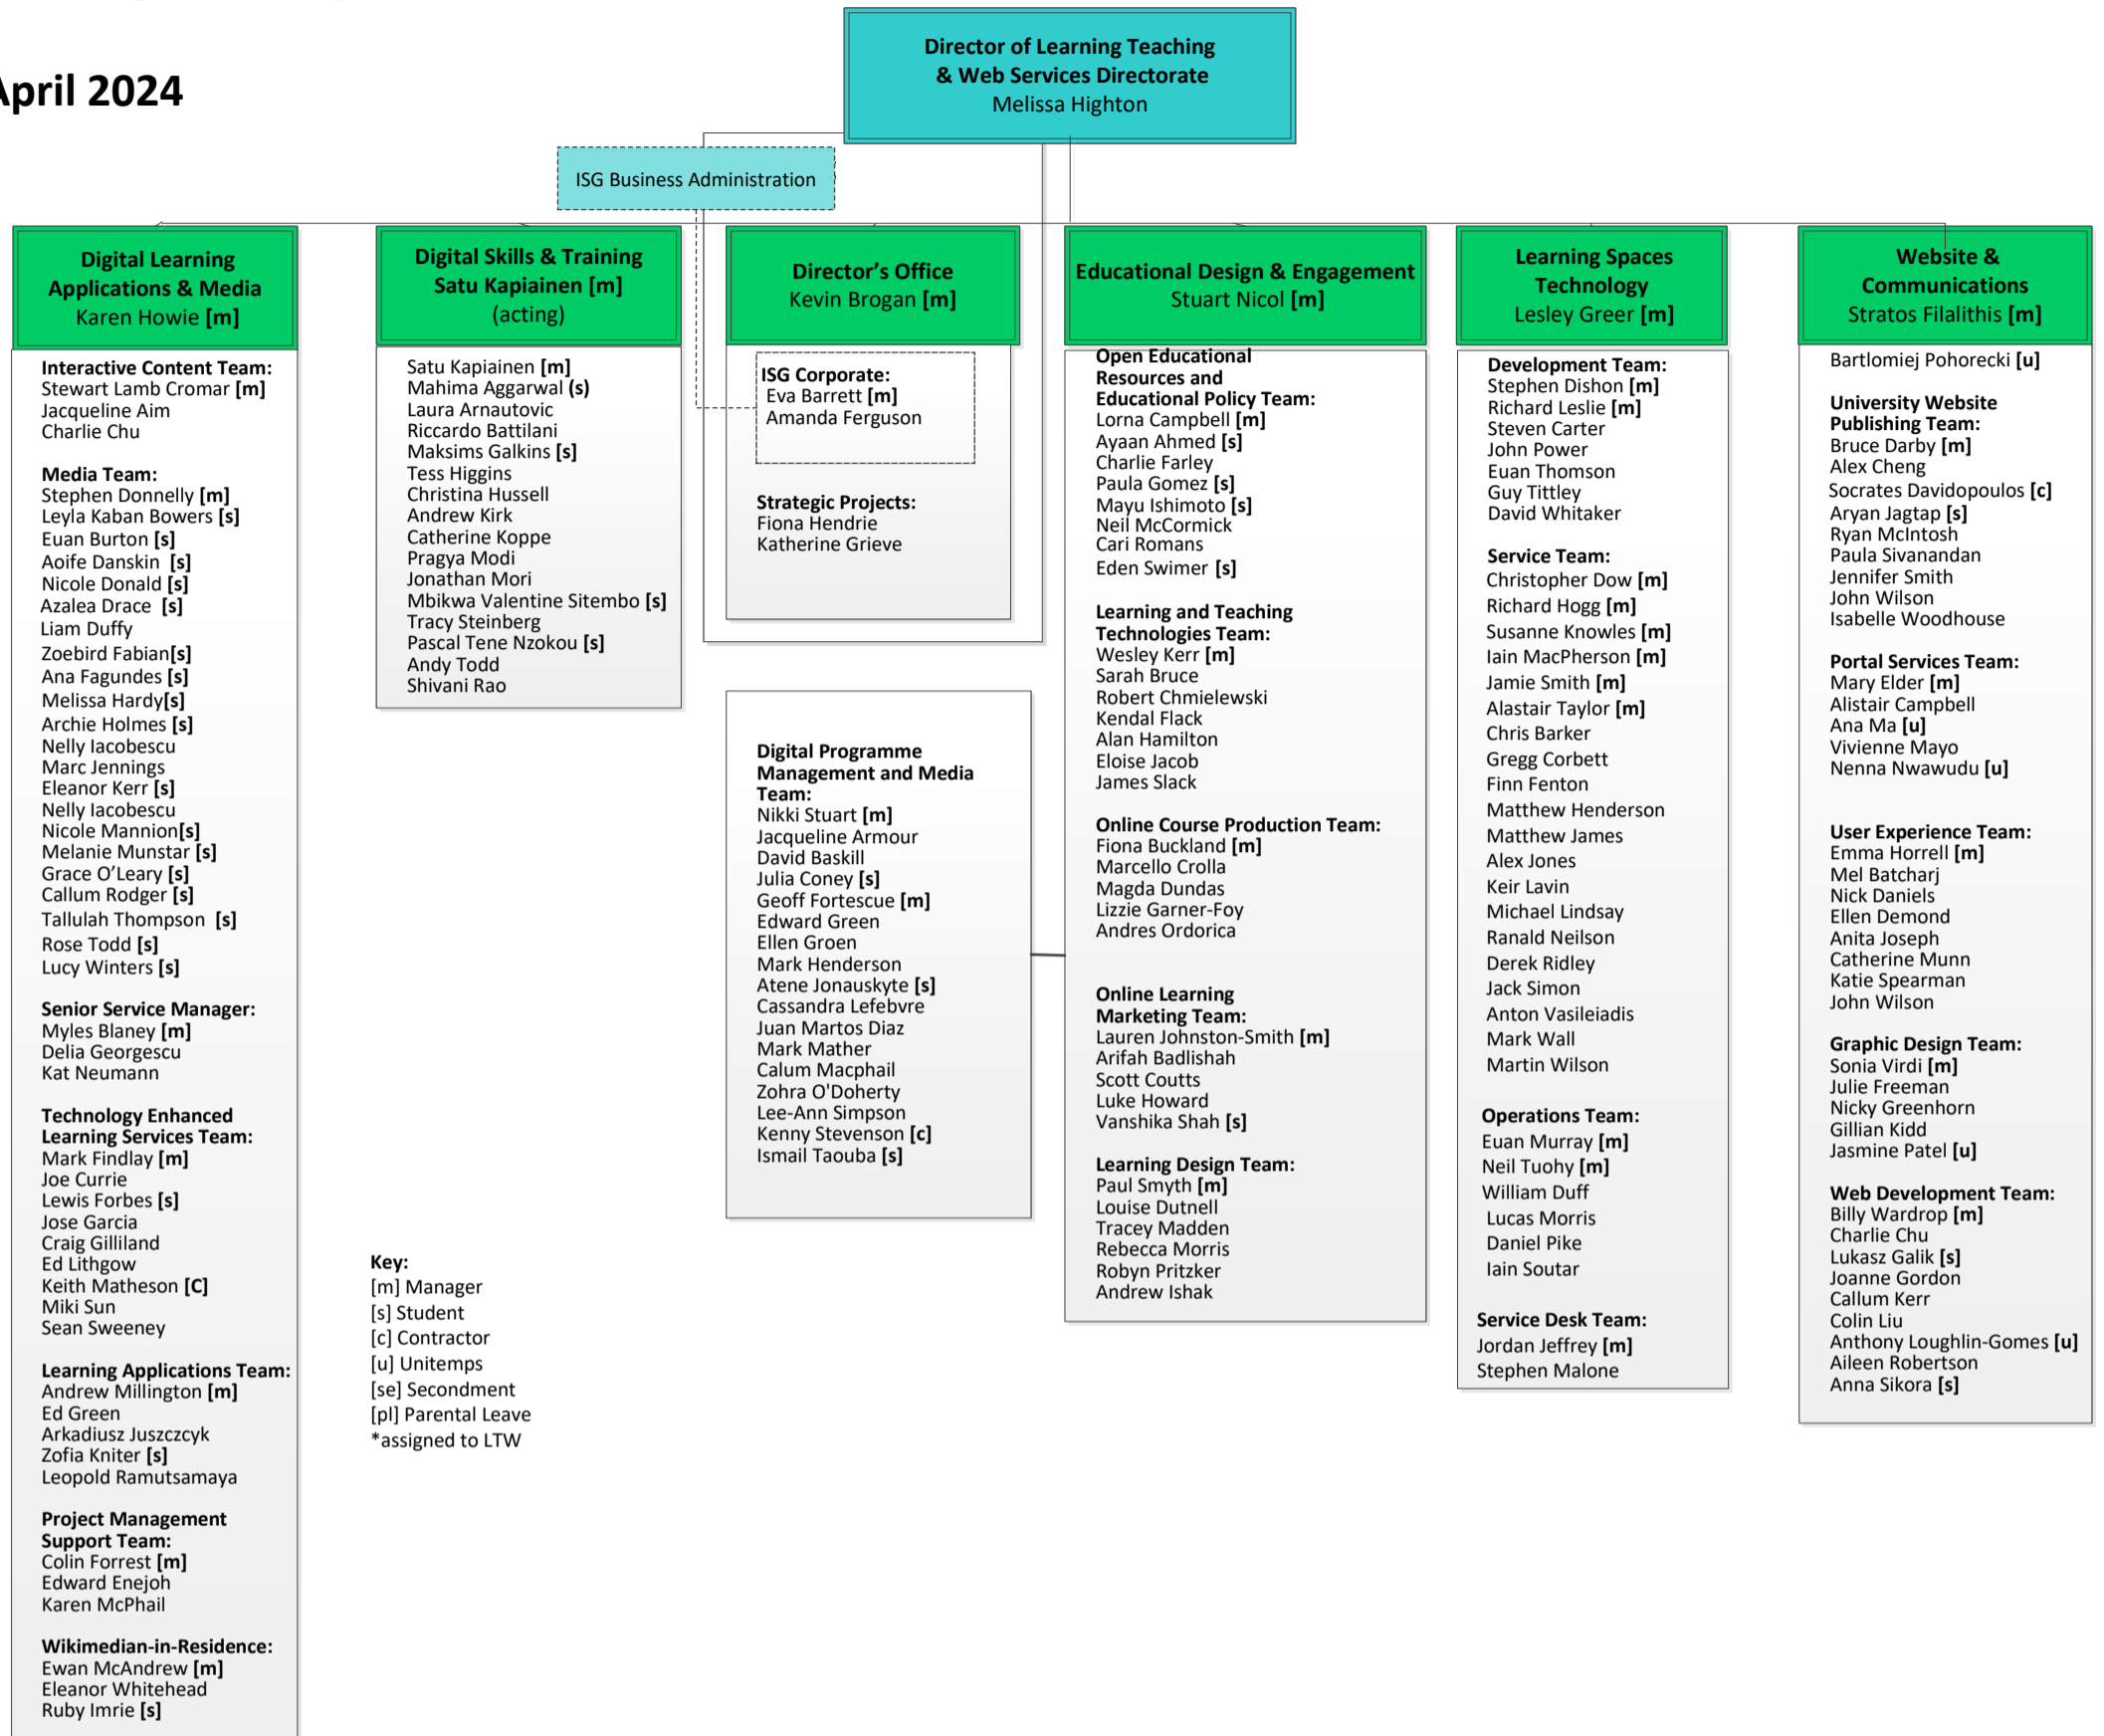 April 2024
Director of Learning Teaching
& Web Services Directorate
Melissa Highton
ISG Business Administration
Digital Learning
Applications & Media
Karen Howie [m]
Interactive Content Team:
Stewart Lamb Cromar [m]
Jacqueline Aim
Charlie Chu
Media Team:
Stephen Donnelly [m]
Leyla Kaban Bowers [s]
Euan Burton [s]
Aoife Danskin [s]
Nicole Donald [s]
Azalea Drace [s]
Liam Duffy
Zoebird Fabian[s]
Ana Fagundes [s]
Melissa Hardy[s]
Archie Holmes [s]
Nelly Iacobescu
Marc Jennings
Eleanor Kerr [s]
Nelly Iacobescu
Nicole Mannion[s]
Melanie Munstar [s]
Grace O’Leary [s]
Callum Rodger [s]
Tallulah Thompson [s]
Rose Todd [s]
Lucy Winters [s]
Senior Service Manager:
Myles Blaney [m]
Delia Georgescu
Kat Neumann
Technology Enhanced
Learning Services Team:
Mark Findlay [m]
Joe Currie
Lewis Forbes [s]
Jose Garcia
Craig Gilliland
Ed Lithgow
Keith Matheson [C]
Miki Sun
Sean Sweeney
Learning Applications Team:
Andrew Millington [m]
Ed Green
Arkadiusz Juszczcyk
Zofia Kniter [s]
Leopold Ramutsamaya
Project Management
Support Team:
Colin Forrest [m]
Edward Enejoh
Karen McPhail
Wikimedian-in-Residence:
Ewan McAndrew [m]
Eleanor Whitehead
Ruby Imrie [s]
Digital Skills & Training
Satu Kapiainen [m]
(acting)
Satu Kapiainen [m]
Mahima Aggarwal (s)
Laura Arnautovic
Riccardo Battilani
Maksims Galkins [s]
Tess Higgins
Christina Hussell
Andrew Kirk
Catherine Koppe
Pragya Modi
Jonathan Mori
Mbikwa Valentine Sitembo [s]
Tracy Steinberg
Pascal Tene Nzokou [s]
Andy Todd
Shivani Rao
Key:
[m] Manager
[s] Student
[c] Contractor
[u] Unitemps
[se] Secondment
[pl] Parental Leave
*assigned to LTW
Director’s Office
Kevin Brogan [m]
ISG Corporate:
Eva Barrett [m]
Amanda Ferguson
Strategic Projects:
Fiona Hendrie
Katherine Grieve
Digital Programme
Management and Media
Team:
Nikki Stuart [m]
Jacqueline Armour
David Baskill
Julia Coney [s]
Geoff Fortescue [m]
Edward Green
Ellen Groen
Mark Henderson
Atene Jonauskyte [s]
Cassandra Lefebvre
Juan Martos Diaz
Mark Mather
Calum Macphail
Zohra O'Doherty
Lee-Ann Simpson
Kenny Stevenson [c]
Ismail Taouba [s]
Educational Design & Engagement
Stuart Nicol [m]
Open Educational
Resources and
Educational Policy Team:
Lorna Campbell [m]
Ayaan Ahmed [s]
Charlie Farley
Paula Gomez [s]
Mayu Ishimoto [s]
Neil McCormick
Cari Romans
Eden Swimer [s]
Learning and Teaching
Technologies Team:
Wesley Kerr [m]
Sarah Bruce
Robert Chmielewski
Kendal Flack
Alan Hamilton
Eloise Jacob
James Slack
Online Course Production Team:
Fiona Buckland [m]
Marcello Crolla
Magda Dundas
Lizzie Garner-Foy
Andres Ordorica
Online Learning
Marketing Team:
Lauren Johnston-Smith [m]
Arifah Badlishah
Scott Coutts
Luke Howard
Vanshika Shah [s]
Learning Design Team:
Paul Smyth [m]
Louise Dutnell
Tracey Madden
Rebecca Morris
Robyn Pritzker
Andrew Ishak
Learning Spaces
Technology
Lesley Greer [m]
Development Team:
Stephen Dishon [m]
Richard Leslie [m]
Steven Carter
John Power
Euan Thomson
Guy Tittley
David Whitaker
Service Team:
Christopher Dow [m]
Richard Hogg [m]
Susanne Knowles [m]
Iain MacPherson [m]
Jamie Smith [m]
Alastair Taylor [m]
Chris Barker
Gregg Corbett
Finn Fenton
Matthew Henderson
Matthew James
Alex Jones
Keir Lavin
Michael Lindsay
Ranald Neilson
Derek Ridley
Jack Simon
Anton Vasileiadis
Mark Wall
Martin Wilson
Operations Team:
Euan Murray [m]
Neil Tuohy [m]
William Duff
Lucas Morris
Daniel Pike
Iain Soutar
Service Desk Team:
Jordan Jeffrey [m]
Stephen Malone
Website &
Communications
Stratos Filalithis [m]
Bartlomiej Pohorecki [u]
University Website
Publishing Team:
Bruce Darby [m]
Alex Cheng
Socrates Davidopoulos [c]
Aryan Jagtap [s]
Ryan McIntosh
Paula Sivanandan
Jennifer Smith
John Wilson
Isabelle Woodhouse
Portal Services Team:
Mary Elder [m]
Alistair Campbell
Ana Ma [u]
Vivienne Mayo
Nenna Nwawudu [u]
User Experience Team:
Emma Horrell [m]
Mel Batcharj
Nick Daniels
Ellen Demond
Anita Joseph
Catherine Munn
Katie Spearman
John Wilson
Graphic Design Team:
Sonia Virdi [m]
Julie Freeman
Nicky Greenhorn
Gillian Kidd
Jasmine Patel [u]
Web Development Team:
Billy Wardrop [m]
Charlie Chu
Lukasz Galik [s]
Joanne Gordon
Callum Kerr
Colin Liu
Anthony Loughlin-Gomes [u]
Aileen Robertson
Anna Sikora [s]